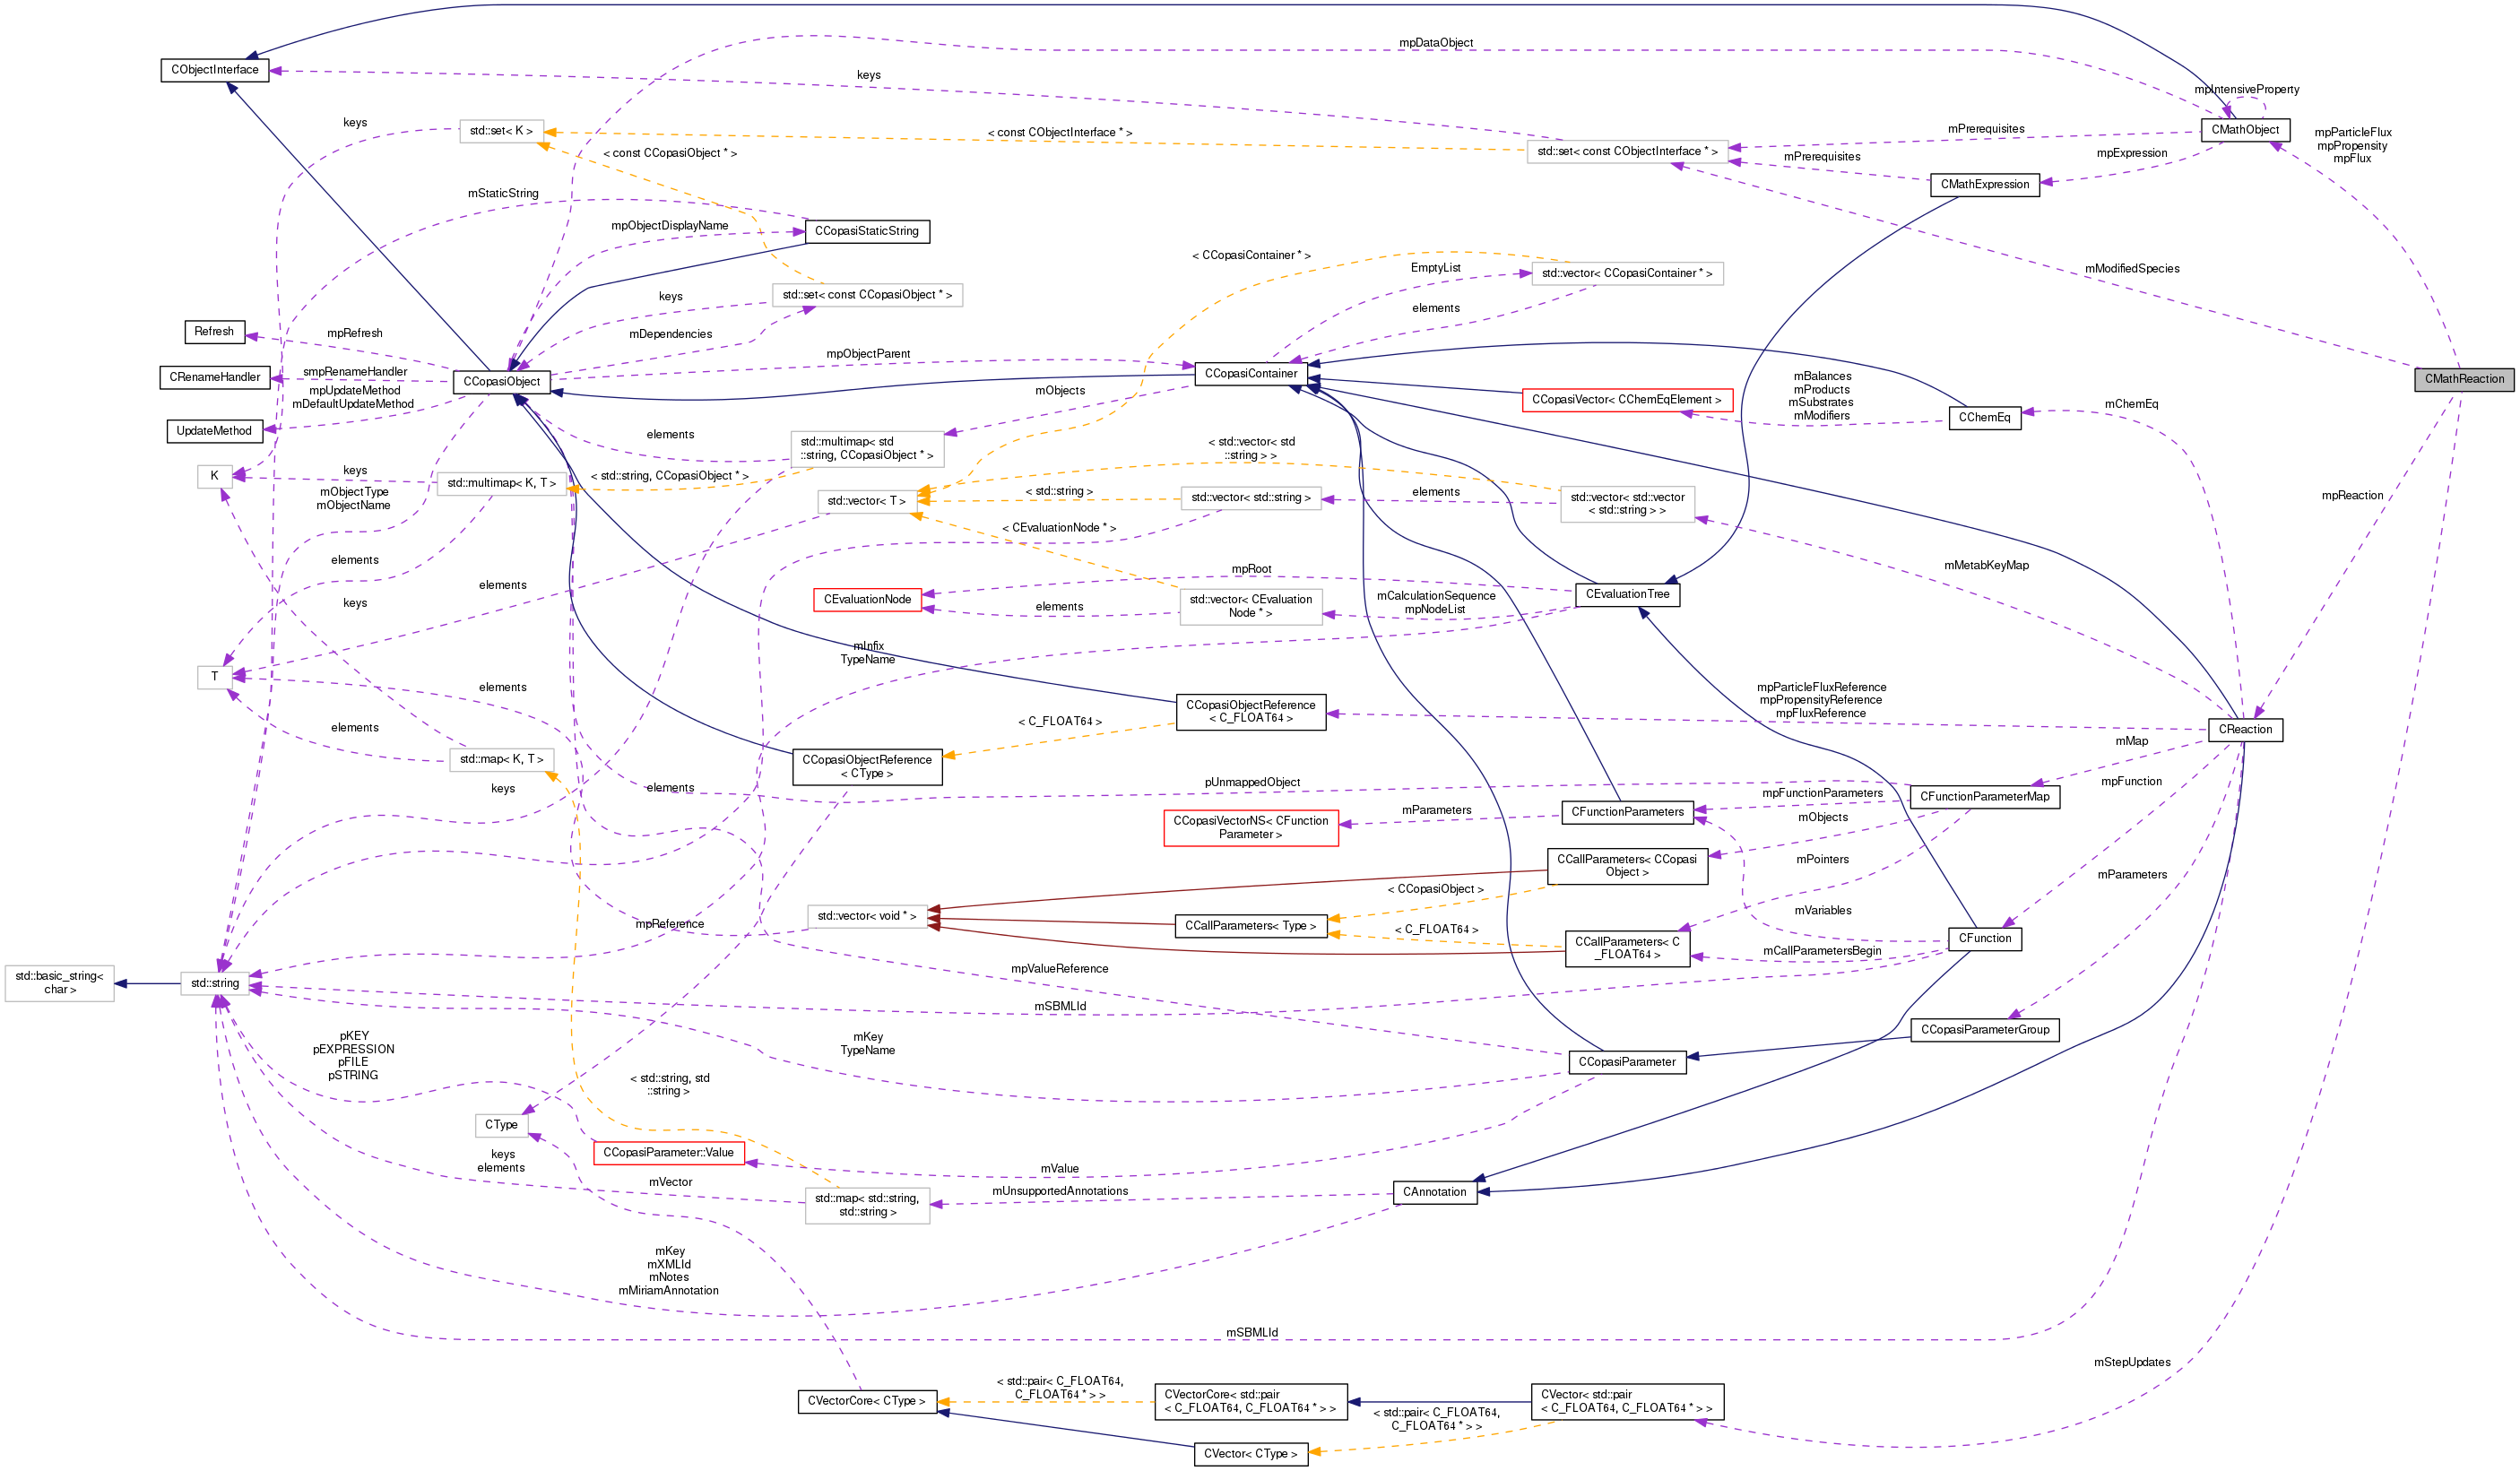 mpDataObject
CObjectInterface
keys
mpIntensiveProperty
keys
std::set< K >
< const CObjectInterface * >
mPrerequisites
CMathObject
mpParticleFlux
mpPropensity
mpFlux
< const CCopasiObject * >
std::set< const CObjectInterface * >
mPrerequisites
mpExpression
mStaticString
CMathExpression
mpObjectDisplayName
CCopasiStaticString
< CCopasiContainer * >
EmptyList
std::vector< CCopasiContainer * >
mModifiedSpecies
keys
std::set< const CCopasiObject * >
elements
Refresh
mpRefresh
mDependencies
mpObjectParent
CRenameHandler
smpRenameHandler
CCopasiObject
CCopasiContainer
CMathReaction
mpUpdateMethod
mDefaultUpdateMethod
mObjects
CCopasiVector< CChemEqElement >
mBalances
mProducts
mSubstrates
mModifiers
CChemEq
mChemEq
UpdateMethod
elements
std::multimap< std
::string, CCopasiObject * >
< std::vector< std
::string > >
K
keys
std::multimap< K, T >
< std::string, CCopasiObject * >
mObjectType
mObjectName
std::vector< T >
< std::string >
std::vector< std::string >
elements
std::vector< std::vector
< std::string > >
mpReaction
< CEvaluationNode * >
elements
elements
keys
mpRoot
mMetabKeyMap
CEvaluationNode
elements
std::vector< CEvaluation
Node * >
mCalculationSequence
mpNodeList
CEvaluationTree
mInfix
TypeName
T
elements
CCopasiObjectReference
< C_FLOAT64 >
mpParticleFluxReference
mpPropensityReference
mpFluxReference
< C_FLOAT64 >
elements
CReaction
std::map< K, T >
CCopasiObjectReference
< CType >
mMap
keys
elements
pUnmappedObject
mpFunction
mpFunctionParameters
CFunctionParameterMap
CCopasiVectorNS< CFunction
Parameter >
mParameters
CFunctionParameters
mObjects
CCallParameters< CCopasi
Object >
mPointers
mParameters
< CCopasiObject >
std::vector< void * >
mpReference
CCallParameters< Type >
< C_FLOAT64 >
mVariables
CCallParameters< C
_FLOAT64 >
CFunction
mCallParametersBegin
std::basic_string<
char >
std::string
mpValueReference
mSBMLId
CCopasiParameterGroup
pKEY
pEXPRESSION
pFILE
pSTRING
mKey
TypeName
CCopasiParameter
< std::string, std
::string >
CType
CCopasiParameter::Value
mValue
keys
elements
mVector
std::map< std::string,
std::string >
mUnsupportedAnnotations
CAnnotation
mKey
mXMLId
mNotes
mMiriamAnnotation
mSBMLId
mStepUpdates
CVectorCore< CType >
< std::pair< C_FLOAT64,
C_FLOAT64 * > >
CVectorCore< std::pair
< C_FLOAT64, C_FLOAT64 * > >
CVector< std::pair
< C_FLOAT64, C_FLOAT64 * > >
< std::pair< C_FLOAT64,
C_FLOAT64 * > >
CVector< CType >